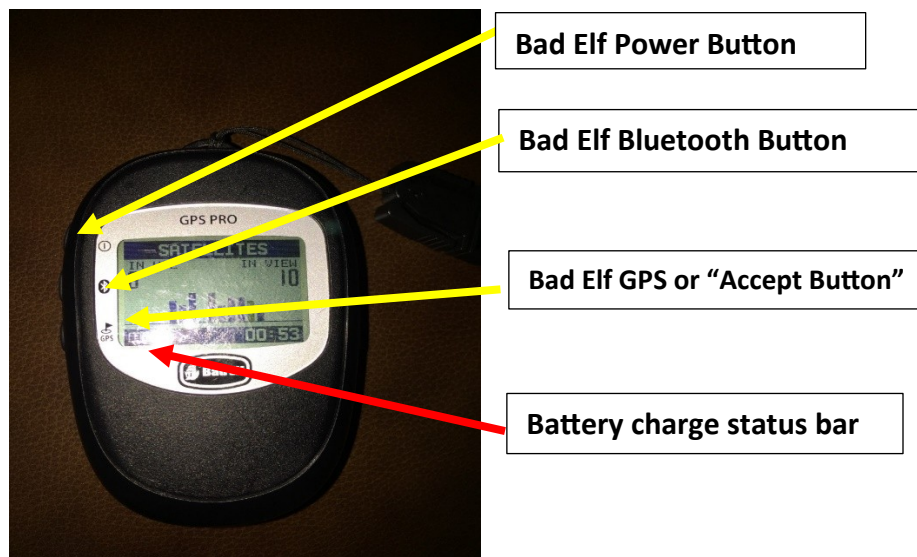 Bad Elf Power Button
Bad Elf Bluetooth Button
GPS PRO
SATELLITES
IN VIEW
10
Bad Elf GPS or “Accept Button”
GPS
00:53
Battery charge status bar